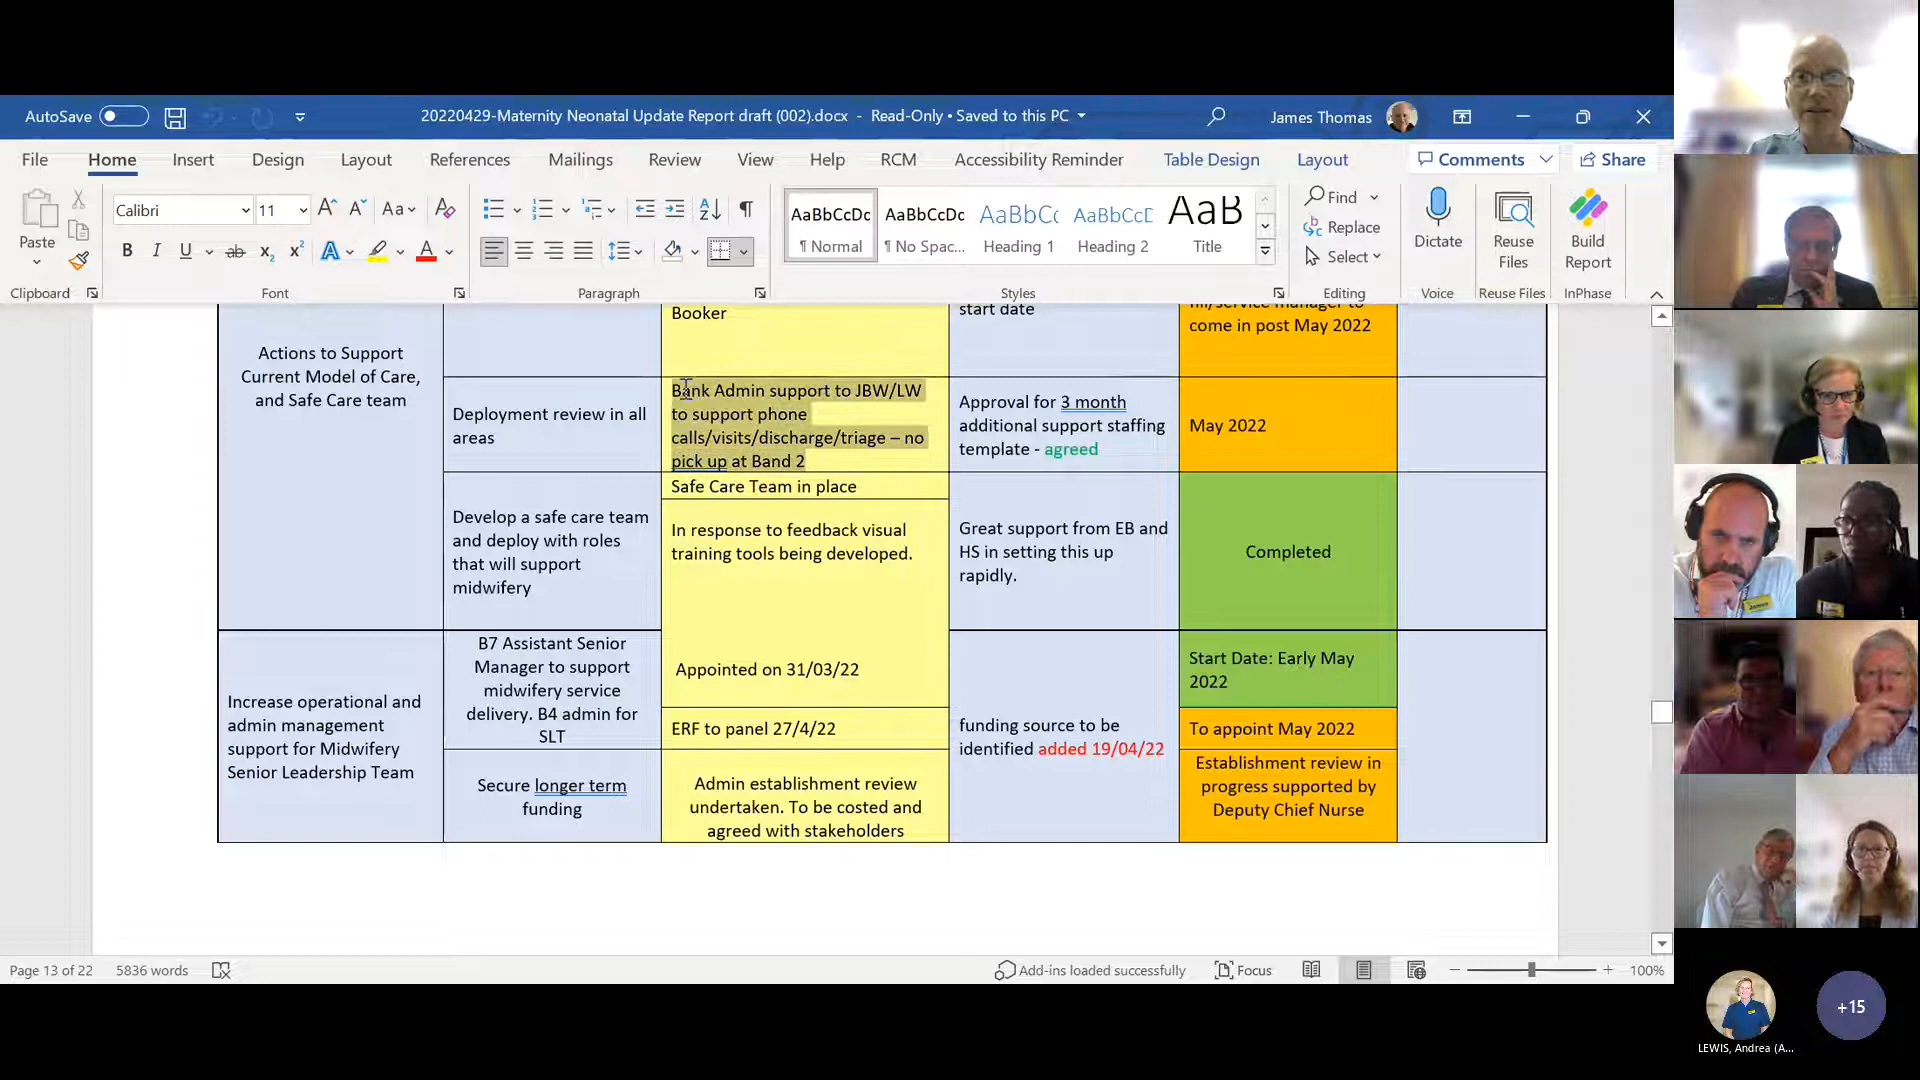 AutoSave
20220429-Maternity Neonatal Update Report draft (002).docx - Read-Only • Saved to this PC
James Thomas
File Home Insert Design Layout References Mailings Review View Help RCM Accessibility Reminder Table Design Layout Comments Share
Paste
Clipboard
Calibri 11
Aa
B I U ab x₂ x² A A
Font
Paragraph
AaBbCcDc
¶ Normal
AaBbCcDc
¶ No Spac...
AaBbCc
Heading 1
AaBbCcE
Heading 2
AaB
Title
Styles
Find
Replace
Select
Editing
Dictate
Voice
Reuse
Files
Reuse Files
Build
Report
InPhase
Actions to Support
Current Model of Care,
and Safe Care team
Booker
start date
come in post May 2022
Deployment review in all
areas
Bank Admin support to JBW/LW
to support phone
calls/visits/discharge/triage – no
pick up at Band 2
Approval for 3 month
additional support staffing
template - agreed
May 2022
Develop a safe care team
and deploy with roles
that will support
midwifery
Safe Care Team in place
In response to feedback visual
training tools being developed.
Great support from EB and
HS in setting this up
rapidly.
Completed
Increase operational and
admin management
support for Midwifery
Senior Leadership Team
B7 Assistant Senior
Manager to support
midwifery service
delivery. B4 admin for
SLT
Appointed on 31/03/22
ERF to panel 27/4/22
funding source to be
identified added 19/04/22
Start Date: Early May
2022
To appoint May 2022
Secure longer term
funding
Admin establishment review
undertaken. To be costed and
agreed with stakeholders
Establishment review in
progress supported by
Deputy Chief Nurse
Page 13 of 22 5836 words
Add-ins loaded successfully
Focus
100%
+15
LEWIS, Andrea (A...